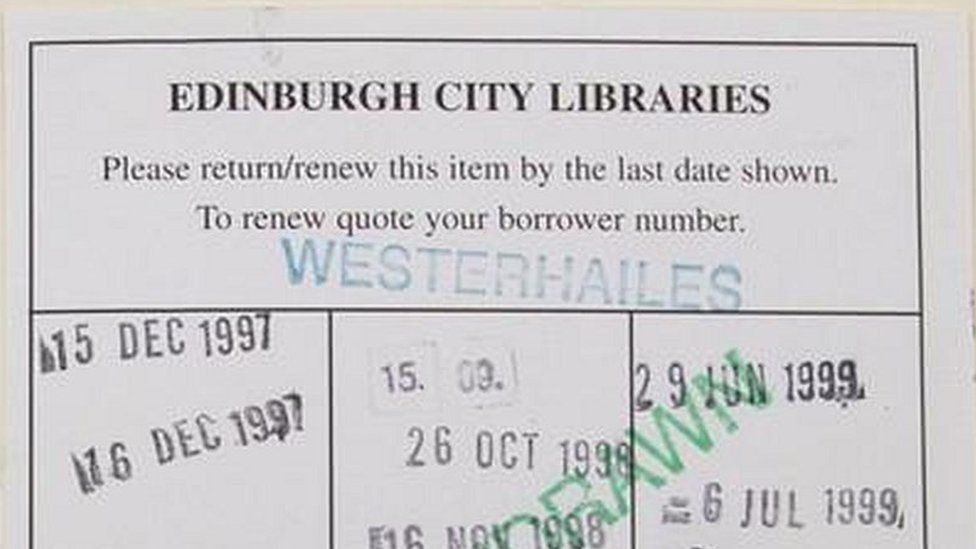 EDINBURGH CITY LIBRARIES
Please return/renew this item by the last date shown.
To renew quote your borrower number.
WESTERHAILES
15 DEC 1997
16 DEC 1997
15. 09.
26 OCT 1998
16 NOV 1998
29 JUN 1999
6 JUL 1999
DRAWN